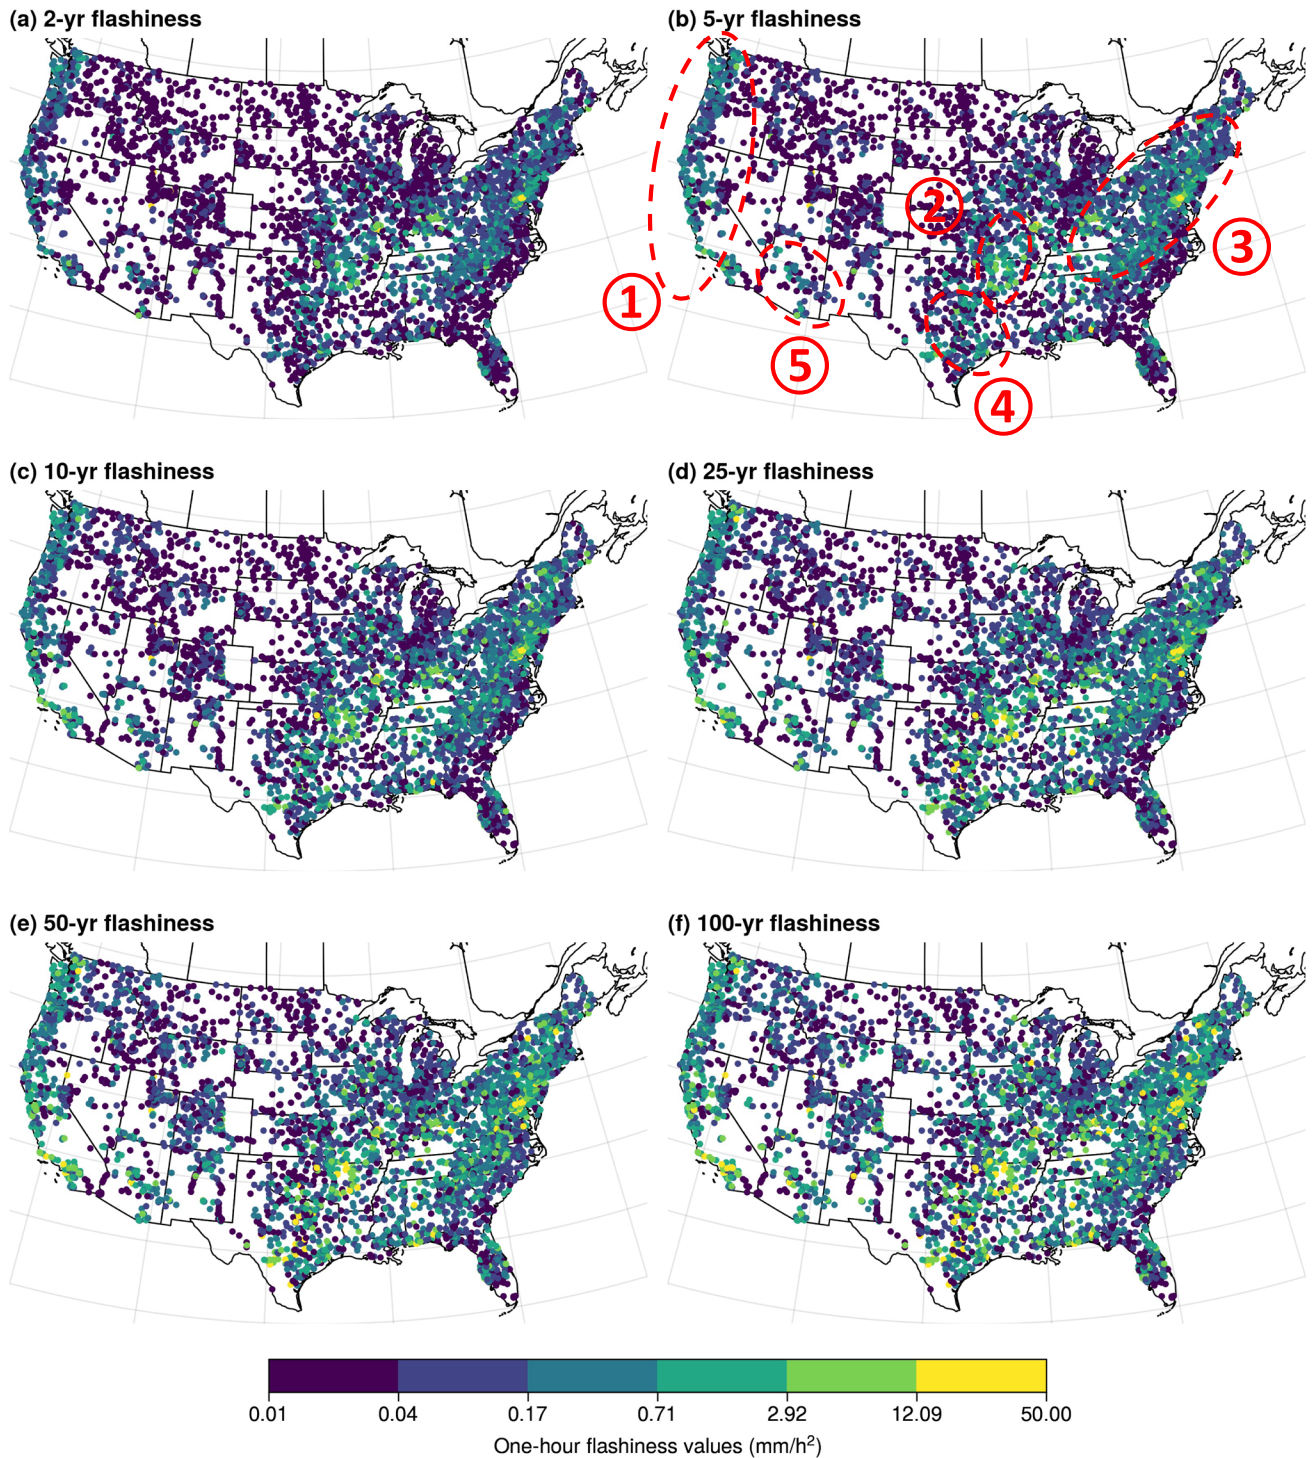 (a) 2-yr flashiness
(b) 5-yr flashiness
②
③
①
⑤
④
(c) 10-yr flashiness
(d) 25-yr flashiness
(e) 50-yr flashiness
(f) 100-yr flashiness
0.01 0.04 0.17 0.71 2.92 12.09 50.00
One-hour flashiness values (mm/h²)